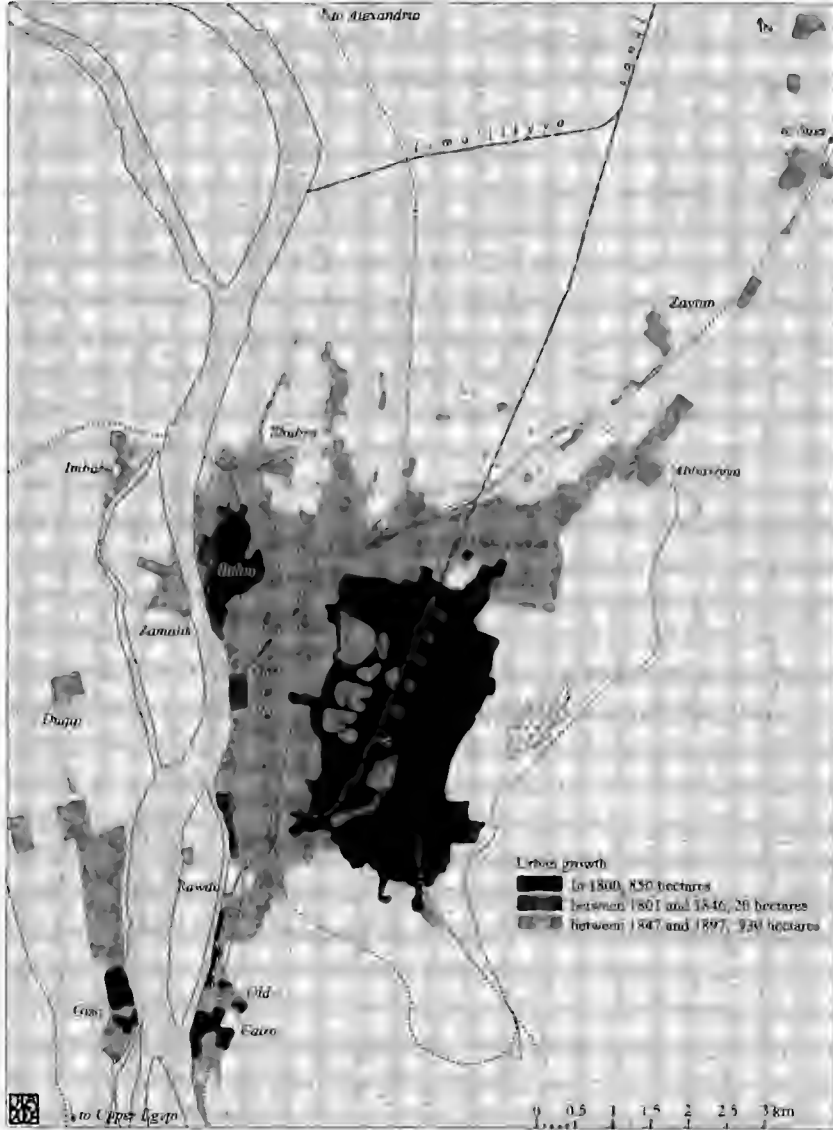 to Alexandria
N
to Suez
Zaytun
Shubra
Imbaba
Abbasiyya
Bulaq
Zamalik
Duqqi
Urban growth
to 1800, 850 hectares
between 1801 and 1846, 20 hectares
between 1847 and 1897, 930 hectares
Rawda
Old
Cairo
Giza
to Upper Egypt
0 0.5 1 1.5 2 2.5 3 km